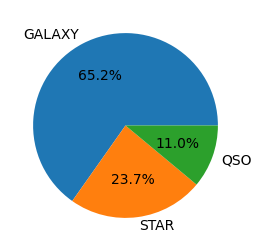 GALAXY
65.2%
11.0%
QSO
23.7%
STAR